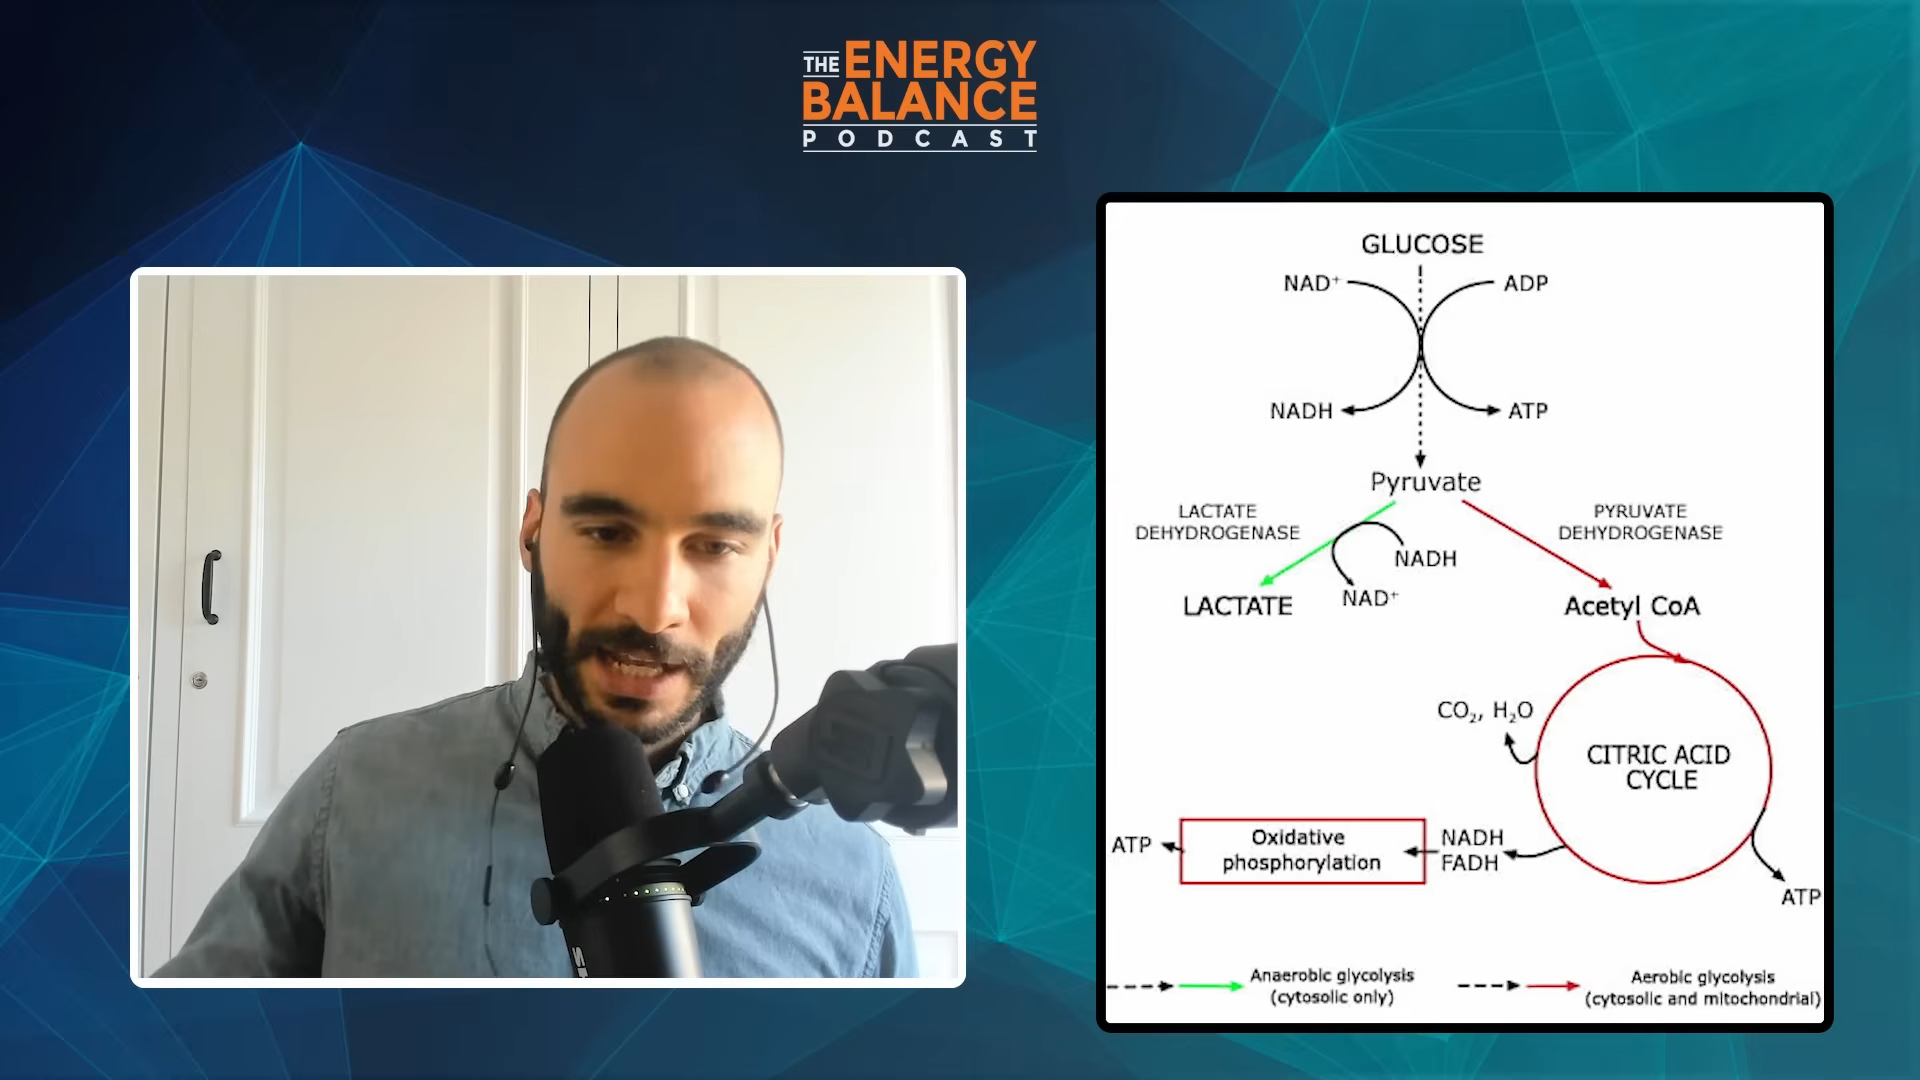 THE ENERGY
BALANCE
PODCAST
GLUCOSE
NAD⁺
ADP
NADH
ATP
Pyruvate
LACTATE
DEHYDROGENASE
PYRUVATE
DEHYDROGENASE
NADH
NAD⁺
LACTATE
Acetyl CoA
CO₂, H₂O
CITRIC ACID
CYCLE
ATP
Oxidative
phosphorylation
NADH
FADH
ATP
Anaerobic glycolysis
(cytosolic only)
Aerobic glycolysis
(cytosolic and mitochondrial)